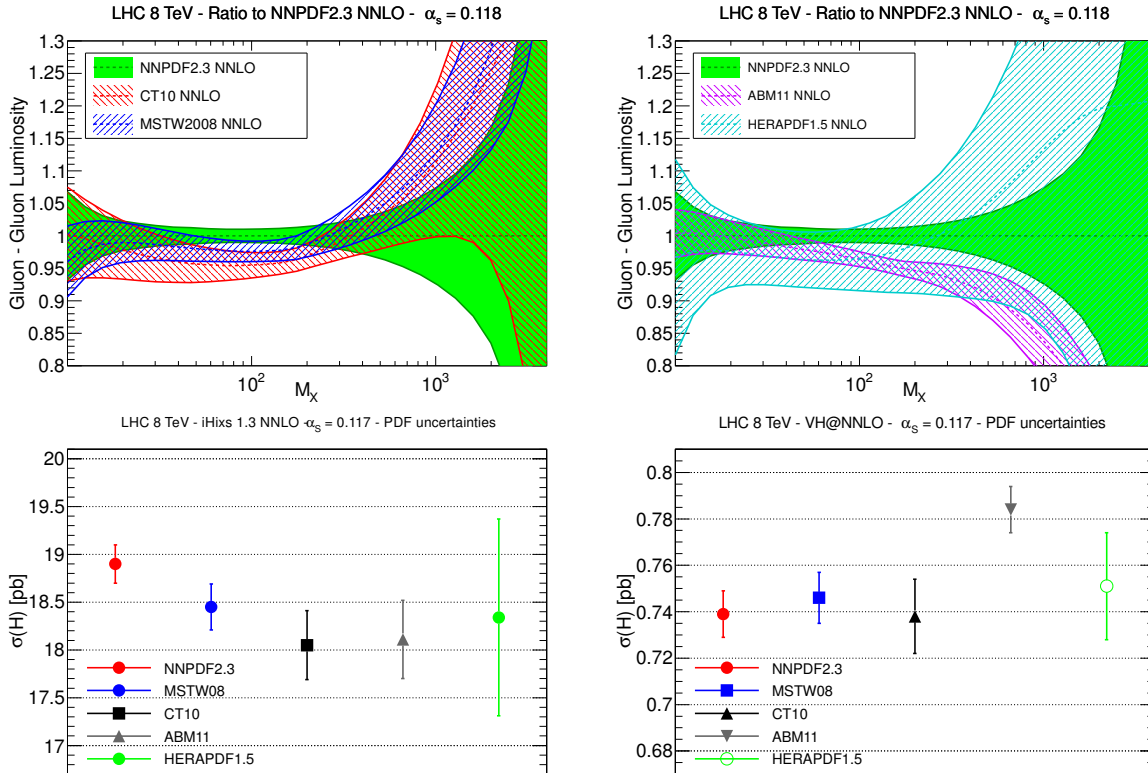 LHC 8 TeV - Ratio to NNPDF2.3 NNLO - αs = 0.118
Gluon - Gluon Luminosity
1.3
1.25
1.2
1.15
1.1
1.05
1
0.95
0.9
0.85
0.8
NNPDF2.3 NNLO
CT10 NNLO
MSTW2008 NNLO
10²
10³
MX
LHC 8 TeV - Ratio to NNPDF2.3 NNLO - αs = 0.118
Gluon - Gluon Luminosity
1.3
1.25
1.2
1.15
1.1
1.05
1
0.95
0.9
0.85
0.8
NNPDF2.3 NNLO
ABM11 NNLO
HERAPDF1.5 NNLO
10²
10³
MX
LHC 8 TeV - iHixs 1.3 NNLO -αS = 0.117 - PDF uncertainties
σ(H) [pb]
20
19.5
19
18.5
18
17.5
17
NNPDF2.3
MSTW08
CT10
ABM11
HERAPDF1.5
LHC 8 TeV - VH@NNLO - αS = 0.117 - PDF uncertainties
σ(H) [pb]
0.8
0.78
0.76
0.74
0.72
0.7
0.68
NNPDF2.3
MSTW08
CT10
ABM11
HERAPDF1.5